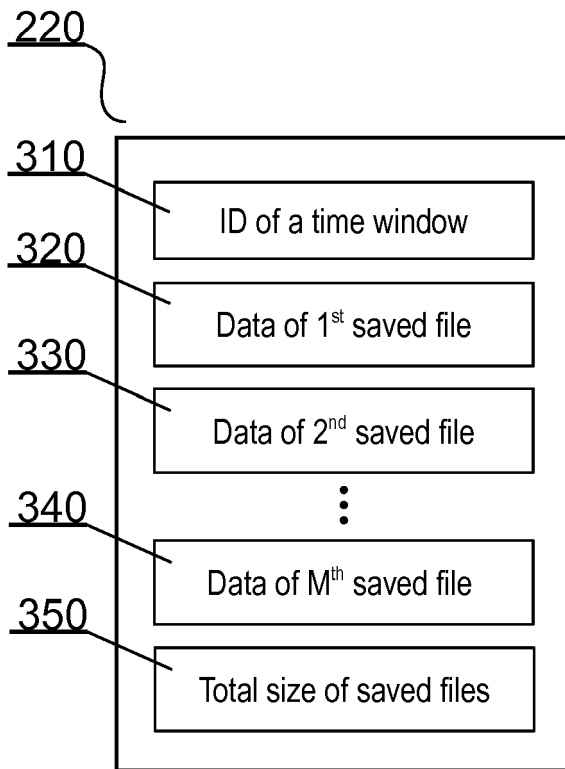 220
310
ID of a time window
320
Data of 1st saved file
330
Data of 2nd saved file
340
Data of Mth saved file
350
Total size of saved files